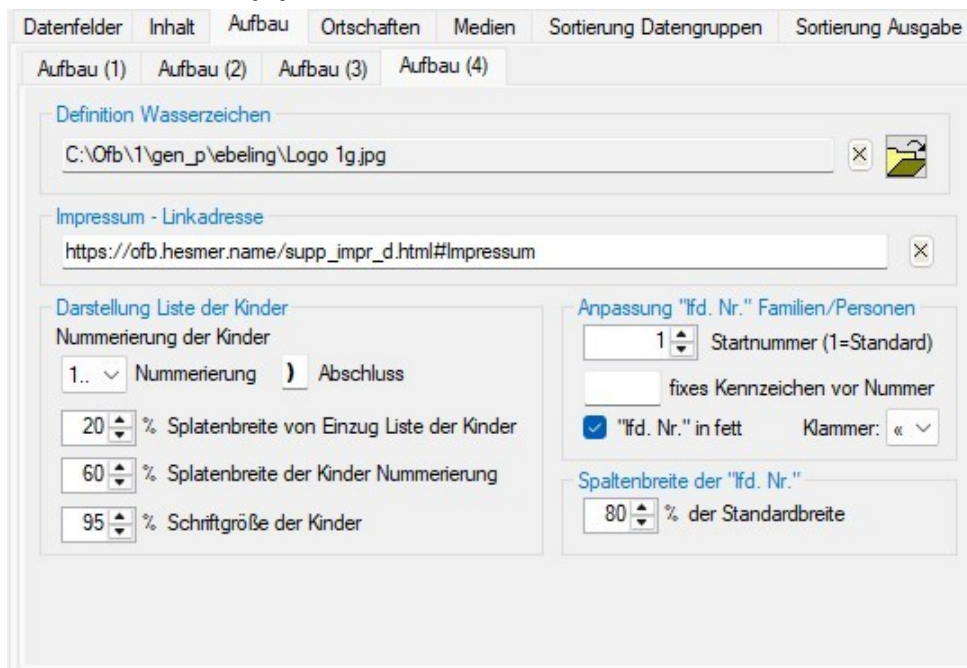 Datenfelder Inhalt Aufbau Ortschaften Medien Sortierung Datengruppen Sortierung Ausgabe
Aufbau (1) Aufbau (2) Aufbau (3) Aufbau (4)
Definition Wasserzeichen
C:\Ofb\1\gen_p\ebeling\Logo 1g.jpg
Impressum - Linkadresse
https://ofb.hesmer.name/supp_impr_d.html#Impressum
Darstellung Liste der Kinder
Nummerierung der Kinder
1.. Nummerierung ) Abschluss
20 % Splatenbreite von Einzug Liste der Kinder
60 % Splatenbreite der Kinder Nummerierung
95 % Schriftgröße der Kinder
Anpassung "lfd. Nr." Familien/Personen
1 Startnummer (1=Standard)
fixes Kennzeichen vor Nummer
"lfd. Nr." in fett Klammer: «
Spaltenbreite der "lfd. Nr."
80 % der Standardbreite